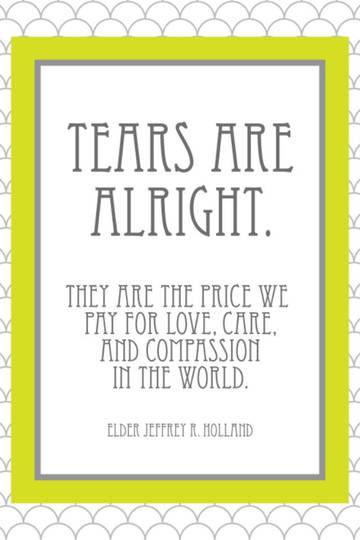 TEARS ARE
ALRIGHT.
THEY ARE THE PRICE WE
PAY FOR LOVE, CARE,
AND COMPASSION
IN THE WORLD.
ELDER JEFFREY R. HOLLAND